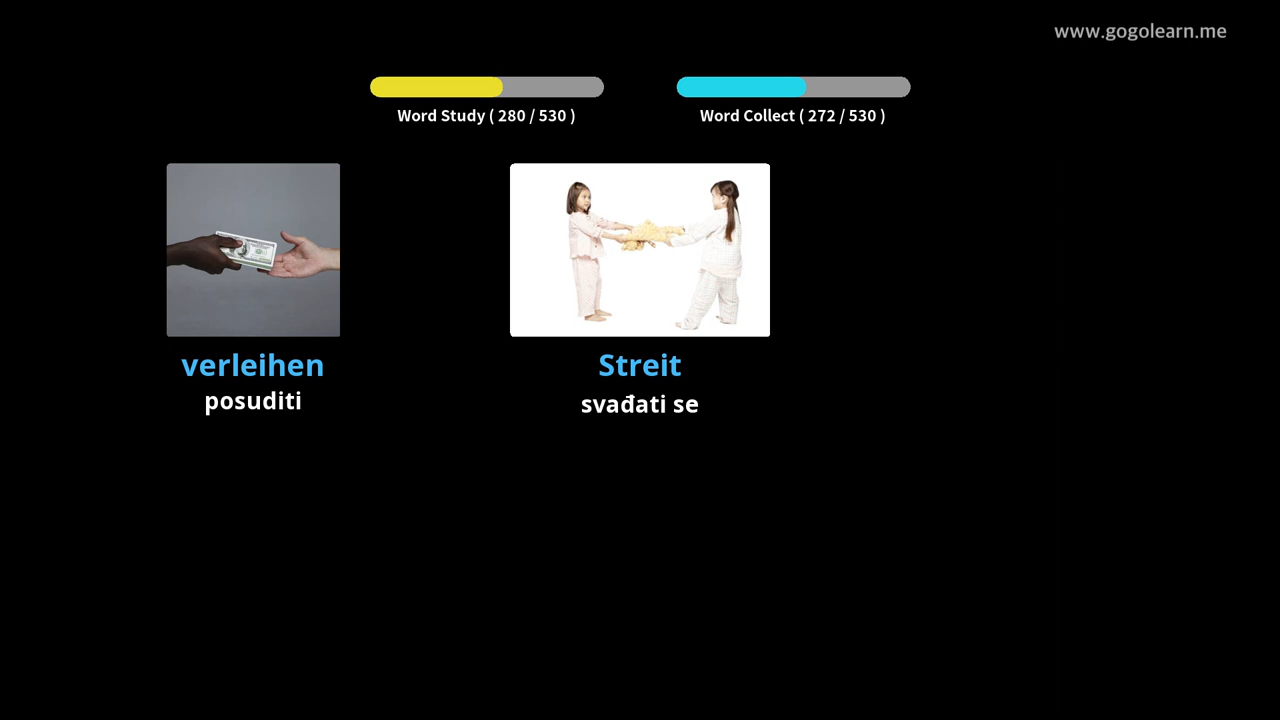 www.gogolearn.me
Word Study ( 280 / 530 )
Word Collect ( 272 / 530 )
verleihen
posuditi
Streit
svađati se